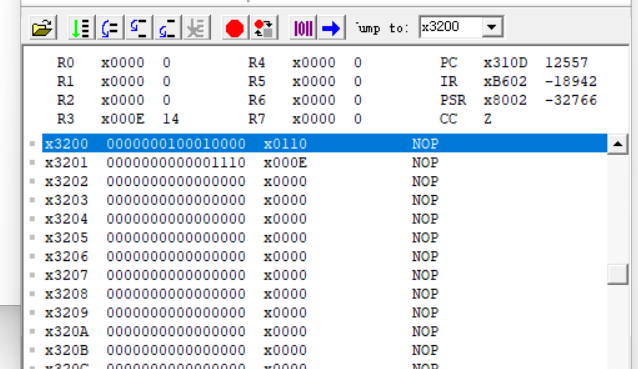 Jump to: x3200
R0 x0000 0 R4 x0000 0 PC x310D 12557
R1 x0000 0 R5 x0000 0 IR xB602 -18942
R2 x0000 0 R6 x0000 0 PSR x8002 -32766
R3 x000E 14 R7 x0000 0 CC Z
x3200 0000000100010000 x0110 NOP
x3201 0000000000001110 x000E NOP
x3202 0000000000000000 x0000 NOP
x3203 0000000000000000 x0000 NOP
x3204 0000000000000000 x0000 NOP
x3205 0000000000000000 x0000 NOP
x3206 0000000000000000 x0000 NOP
x3207 0000000000000000 x0000 NOP
x3208 0000000000000000 x0000 NOP
x3209 0000000000000000 x0000 NOP
x320A 0000000000000000 x0000 NOP
x320B 0000000000000000 x0000 NOP
x320C 0000000000000000 x0000 NOP